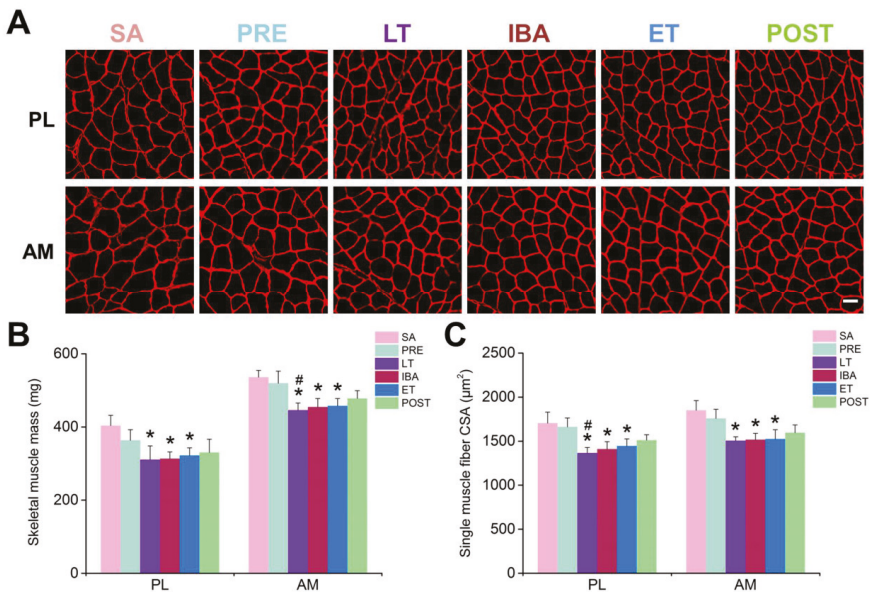 A
SA PRE LT IBA ET POST
PL
AM
B
Skeletal muscle mass (mg)
600
400
200
0
# * * *
* * *
PL AM
SA
PRE
LT
IBA
ET
POST
C
Single muscle fiber CSA (μm²)
2500
2000
1500
1000
500
0
# * * *
* * *
PL AM
SA
PRE
LT
IBA
ET
POST